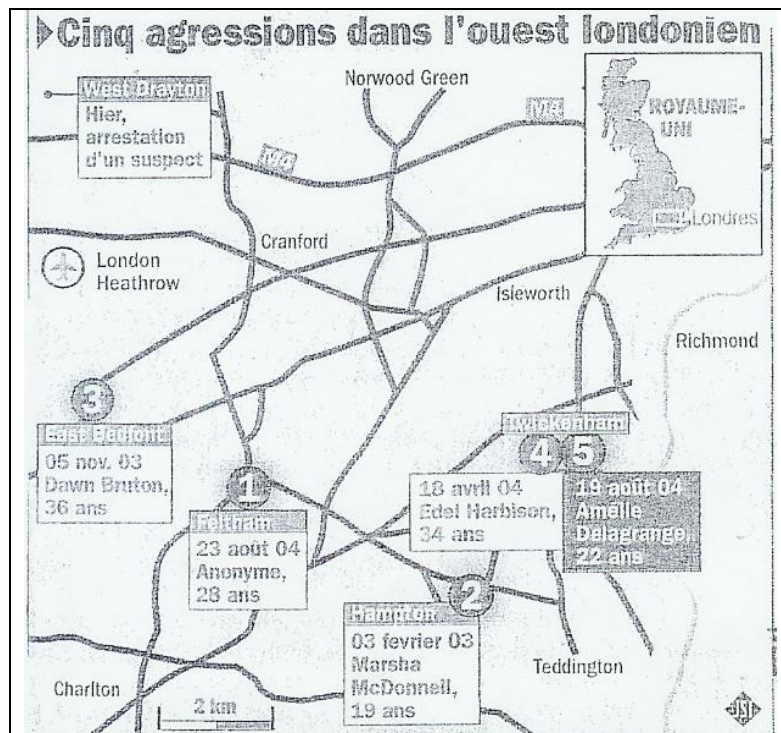 Cinq agressions dans l'ouest londonien
West Drayton
Hier,
arrestation
d'un suspect
Norwood Green
M4
M4
ROYAUME-
UNI
Londres
Cranford
London
Heathrow
Isleworth
Richmond
3
East Bedfont
05 nov. 03
Dawn Bruton,
36 ans
1
Feltham
23 août 04
Anonyme,
28 ans
Twickenham
4
5
18 avril 04
Edel Harbison,
34 ans
19 août 04
Amélie
Delagrange,
22 ans
2
Hampton
03 fevrier 03
Marsha
McDonnell,
19 ans
Teddington
Charlton
2 km